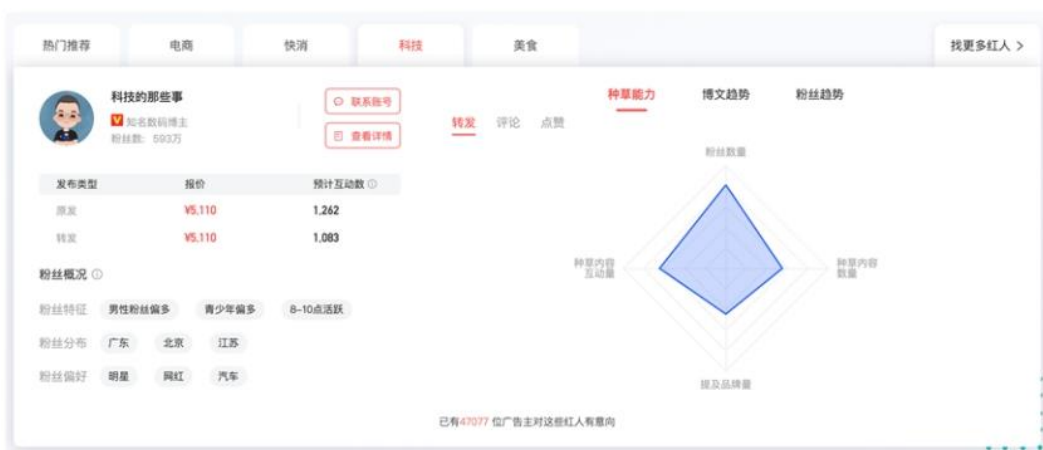 热门推荐 电商 快消 科技 美食 找更多红人 >
科技的那些事
知名数码博主
粉丝数: 593万
联系账号
查看详情
发布类型 报价 预计互动数
原发 ¥5,110 1,262
转发 ¥5,110 1,083
粉丝概况
粉丝特征 男性粉丝偏多 青少年偏多 8-10点活跃
粉丝分布 广东 北京 江苏
粉丝偏好 明星 网红 汽车
种草能力 博文趋势 粉丝趋势
转发 评论 点赞
粉丝数量
种草内容
互动量
种草内容
数量
提及品牌量
已有47077 位广告主对这些红人有意向